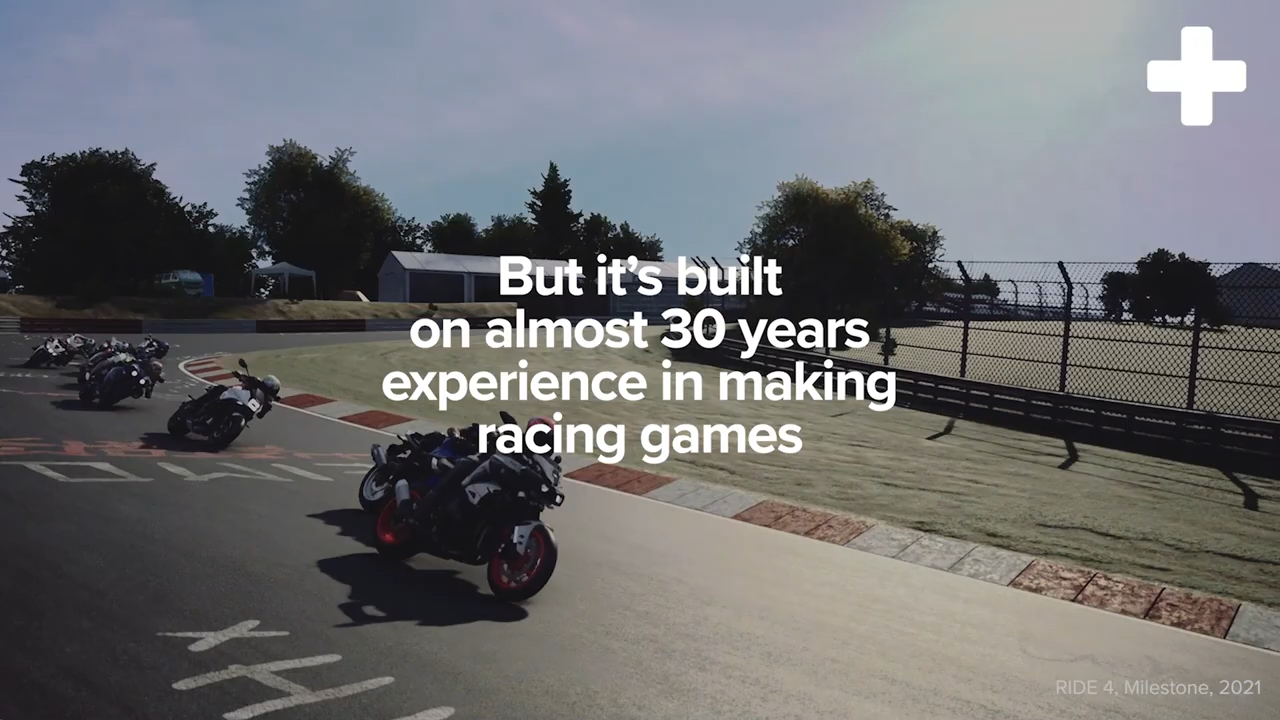 But it’s built
on almost 30 years
experience in making
racing games
RIDE 4, Milestone, 2021